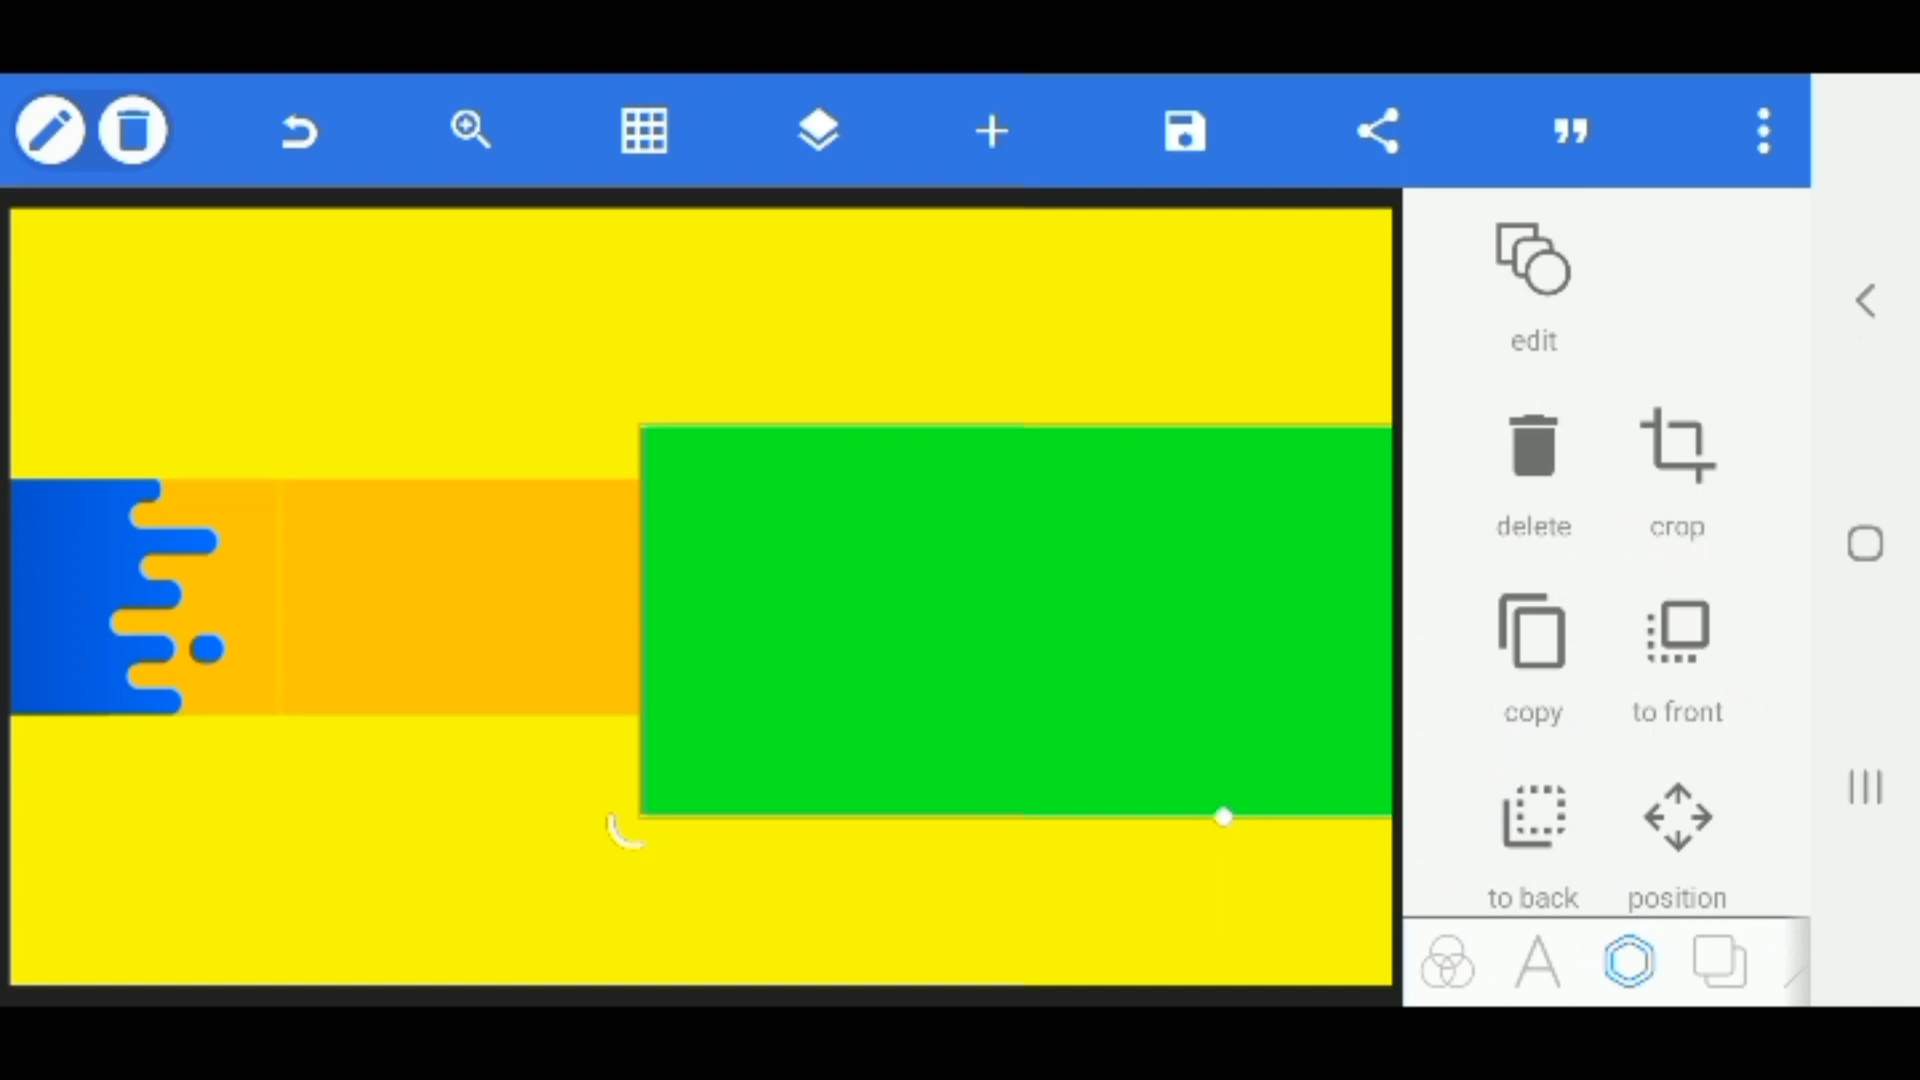 edit
delete
crop
copy
to front
to back
position